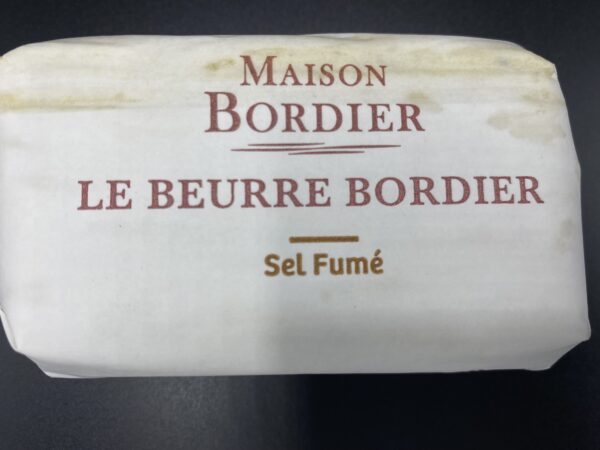 MAISON
BORDIER
LE BEURRE BORDIER
Sel Fumé